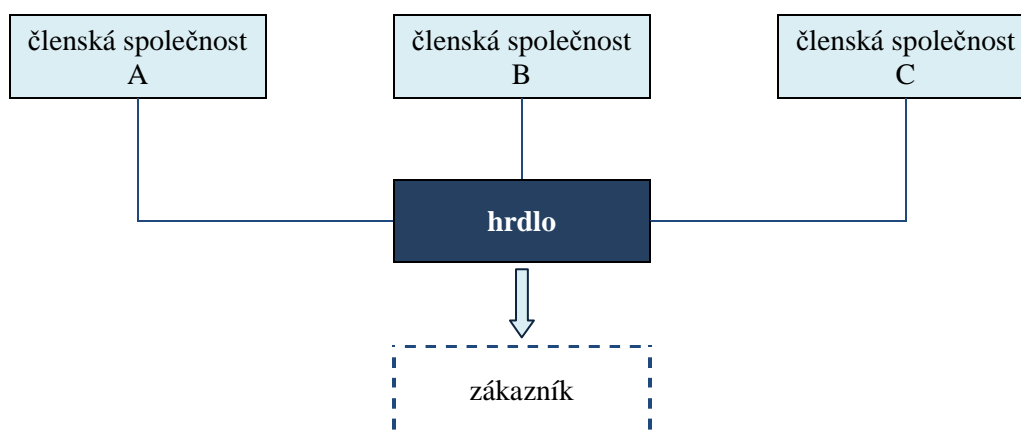 členská společnost
A
členská společnost
B
členská společnost
C
hrdlo
zákazník